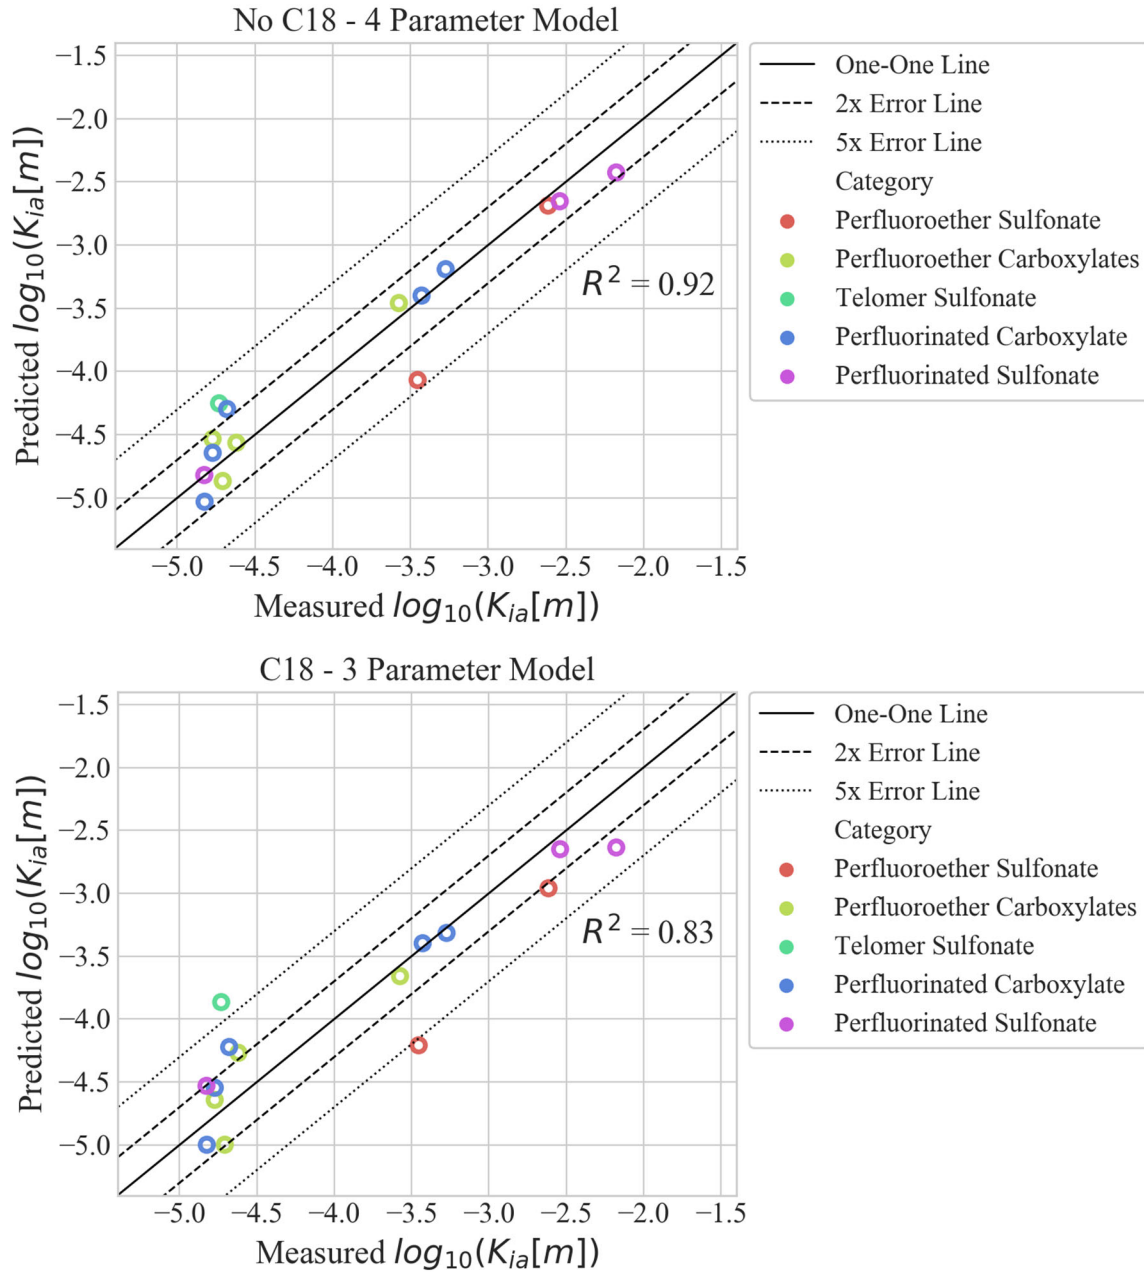 No C18 - 4 Parameter Model
Predicted log₁₀(Kᵢₐ[m])
−1.5
−2.0
−2.5
−3.0
−3.5
−4.0
−4.5
−5.0
R² = 0.92
−5.0 −4.5 −4.0 −3.5 −3.0 −2.5 −2.0 −1.5
Measured log₁₀(Kᵢₐ[m])
One-One Line
2x Error Line
5x Error Line
Category
Perfluoroether Sulfonate
Perfluoroether Carboxylates
Telomer Sulfonate
Perfluorinated Carboxylate
Perfluorinated Sulfonate
C18 - 3 Parameter Model
Predicted log₁₀(Kᵢₐ[m])
−1.5
−2.0
−2.5
−3.0
−3.5
−4.0
−4.5
−5.0
R² = 0.83
−5.0 −4.5 −4.0 −3.5 −3.0 −2.5 −2.0 −1.5
Measured log₁₀(Kᵢₐ[m])
One-One Line
2x Error Line
5x Error Line
Category
Perfluoroether Sulfonate
Perfluoroether Carboxylates
Telomer Sulfonate
Perfluorinated Carboxylate
Perfluorinated Sulfonate